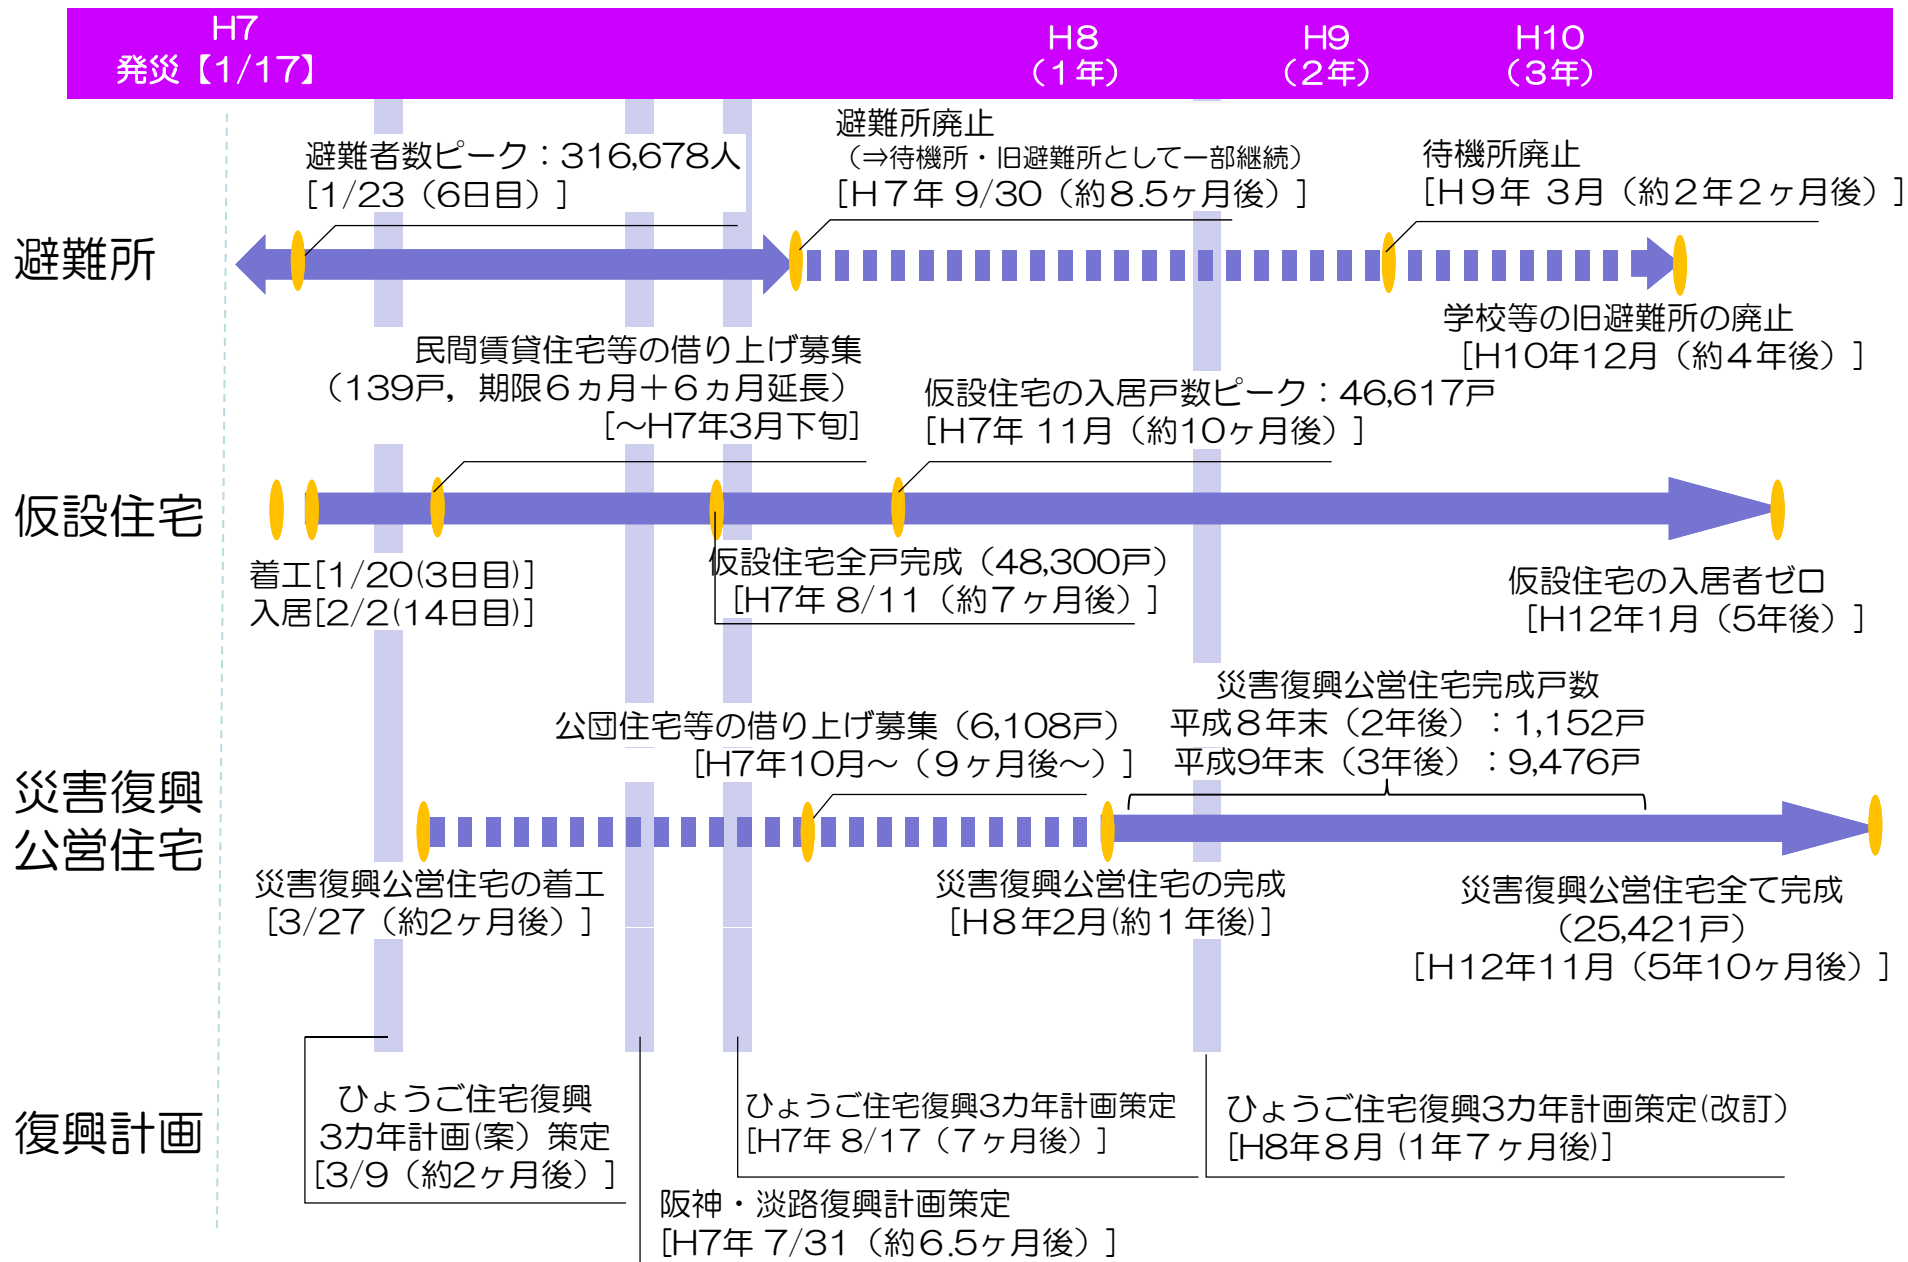 H7
発災【1/17】
H8
（１年）
H9
（2年）
H10
（３年）
避難所
避難者数ピーク：316,678人
[1/23（6日目）]
避難所廃止
（⇒待機所・旧避難所として一部継続）
[Ｈ７年 9/30（約8.5ヶ月後）]
待機所廃止
[Ｈ９年 ３月（約２年２ヶ月後）]
学校等の旧避難所の廃止
[H10年12月（約４年後）]
仮設住宅
民間賃貸住宅等の借り上げ募集
（139戸，期限６ヵ月＋６ヵ月延長）
[～H7年3月下旬]
仮設住宅の入居戸数ピーク：46,617戸
[H7年 11月（約10ヶ月後）]
着工[1/20(3日目)]
入居[2/2(14日目)]
仮設住宅全戸完成（48,300戸）
[H7年 8/11（約７ヶ月後）]
仮設住宅の入居者ゼロ
[H12年1月（5年後）]
災害復興
公営住宅
公団住宅等の借り上げ募集（6,108戸）
[H7年10月～（９ヶ月後～）]
災害復興公営住宅完成戸数
平成８年末（2年後）：1,152戸
平成9年末（3年後）：9,476戸
災害復興公営住宅の着工
[3/27（約2ヶ月後）]
災害復興公営住宅の完成
[Ｈ８年2月(約１年後)]
災害復興公営住宅全て完成
（25,421戸）
[Ｈ12年11月（5年10ヶ月後）]
復興計画
ひょうご住宅復興
3カ年計画(案）策定
[3/9（約2ヶ月後）]
ひょうご住宅復興3カ年計画策定
[H7年 8/17（７ヶ月後）]
ひょうご住宅復興3カ年計画策定(改訂）
[H8年８月 (1年７ヶ月後)]
阪神・淡路復興計画策定
[H7年 7/31（約６.5ヶ月後）]